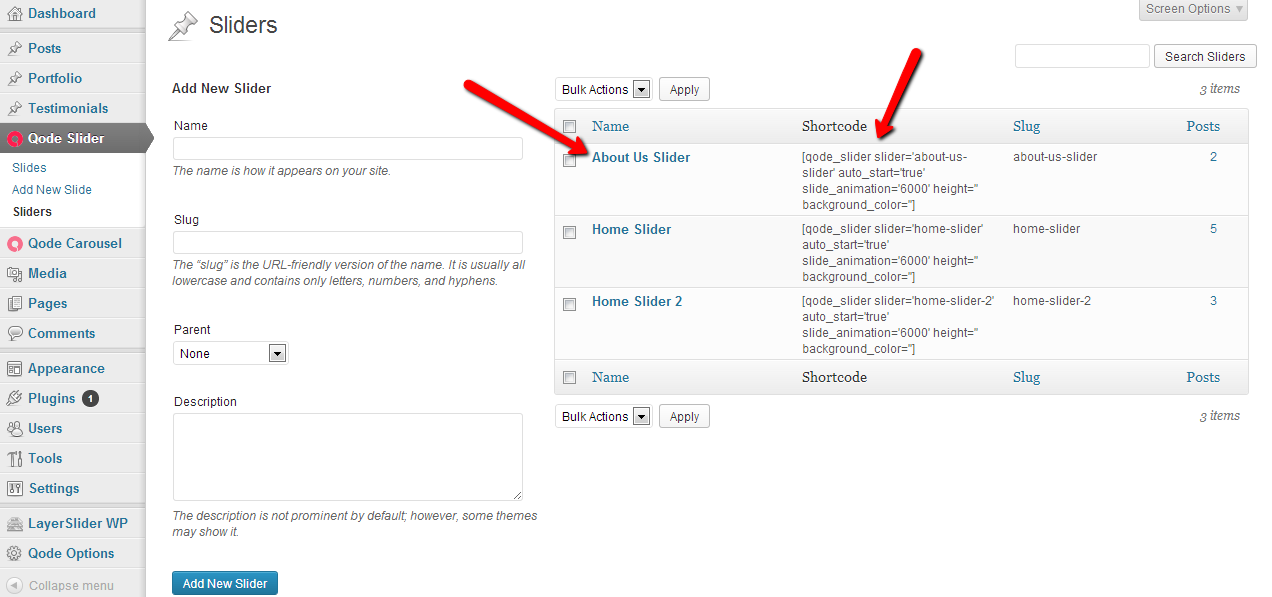 Dashboard
Posts
Portfolio
Testimonials
Qode Slider
Slides
Add New Slide
Sliders
Qode Carousel
Media
Pages
Comments
Appearance
Plugins 1
Users
Tools
Settings
LayerSlider WP
Qode Options
Collapse menu
Screen Options
Sliders
Search Sliders
Add New Slider
Name
The name is how it appears on your site.
Slug
The “slug” is the URL-friendly version of the name. It is usually all
lowercase and contains only letters, numbers, and hyphens.
Parent
None
Description
The description is not prominent by default; however, some themes
may show it.
Add New Slider
Bulk Actions Apply 3 items
Name Shortcode Slug Posts
About Us Slider [qode_slider slider='about-us- about-us-slider 2
slider' auto_start='true'
slide_animation='6000' height=''
background_color='']
Home Slider [qode_slider slider='home-slider' home-slider 5
auto_start='true'
slide_animation='6000' height=''
background_color='']
Home Slider 2 [qode_slider slider='home-slider-2' home-slider-2 3
auto_start='true'
slide_animation='6000' height=''
background_color='']
Name Shortcode Slug Posts
Bulk Actions Apply 3 items